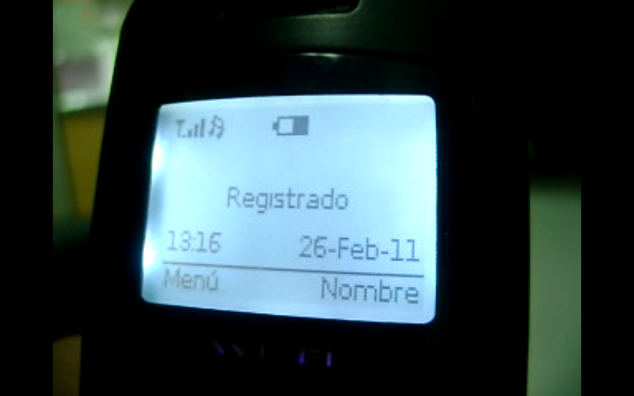 Registrado
13:16 26-Feb-11
Menú Nombre